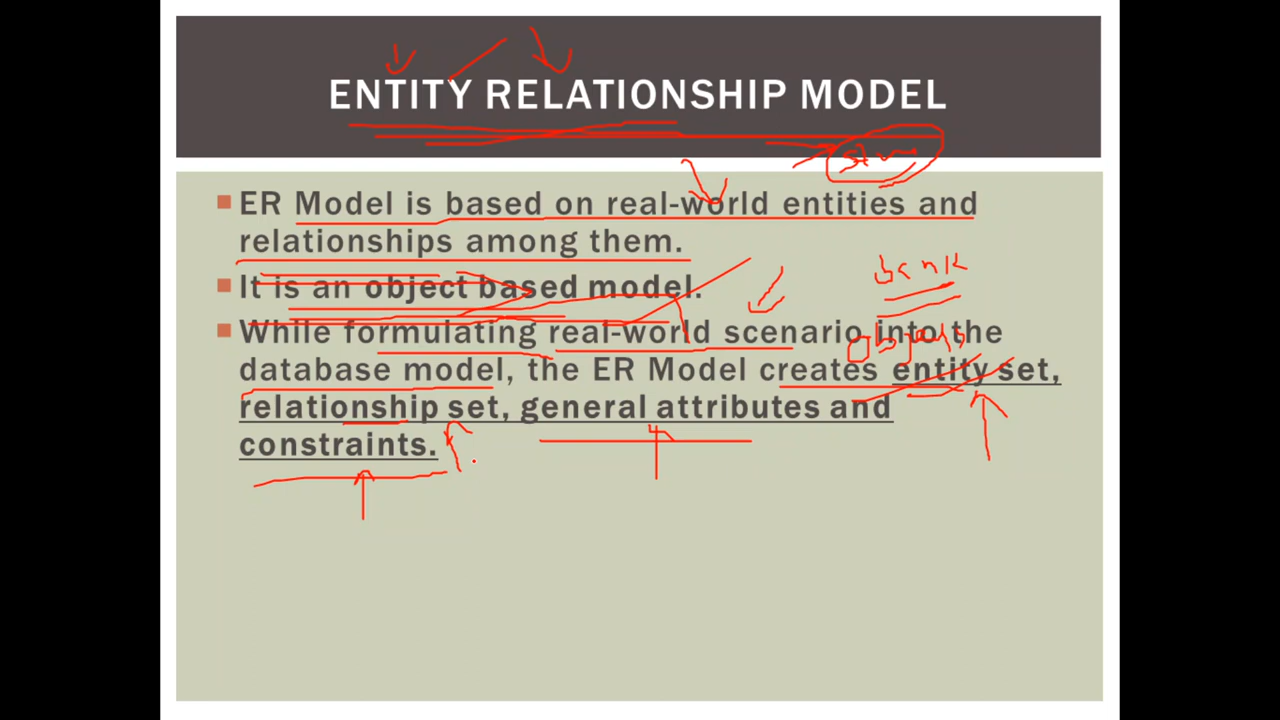 ENTITY RELATIONSHIP MODEL
ER Model is based on real-world entities and
relationships among them.
bank
It is an object based model.
While formulating real-world scenario into the
objects
database model, the ER Model creates entity set,
relationship set, general attributes and
constraints.